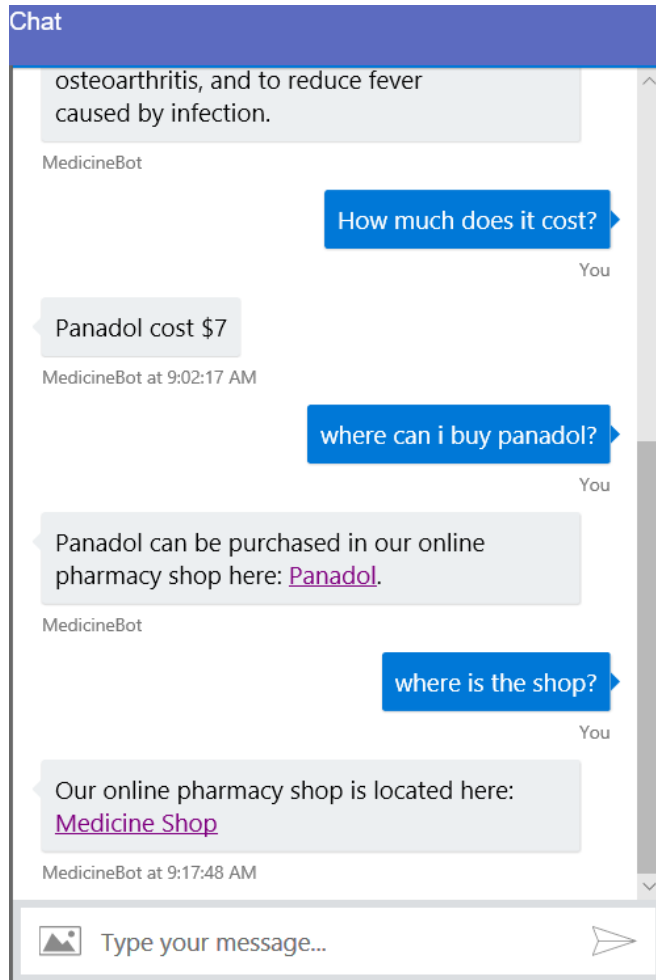 Chat
osteoarthritis, and to reduce fever
caused by infection.
MedicineBot
How much does it cost?
You
Panadol cost $7
MedicineBot at 9:02:17 AM
where can i buy panadol?
You
Panadol can be purchased in our online
pharmacy shop here: Panadol.
MedicineBot
where is the shop?
You
Our online pharmacy shop is located here:
Medicine Shop
MedicineBot at 9:17:48 AM
Type your message...